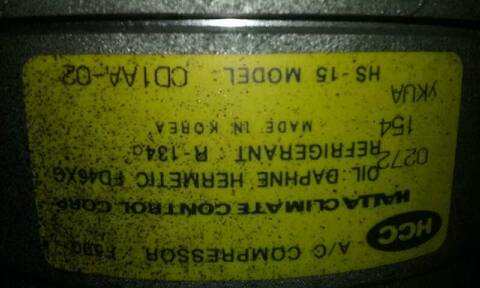 HCC
A/C COMPRESSOR
HALLA CLIMATE CONTROL CORP
OIL DAPHNE HERMETIC FD46XG
REFRIGERANT : R-134a
MADE IN KOREA
HS-15 MODEL : CD1AA-02
0272
154
YKUA